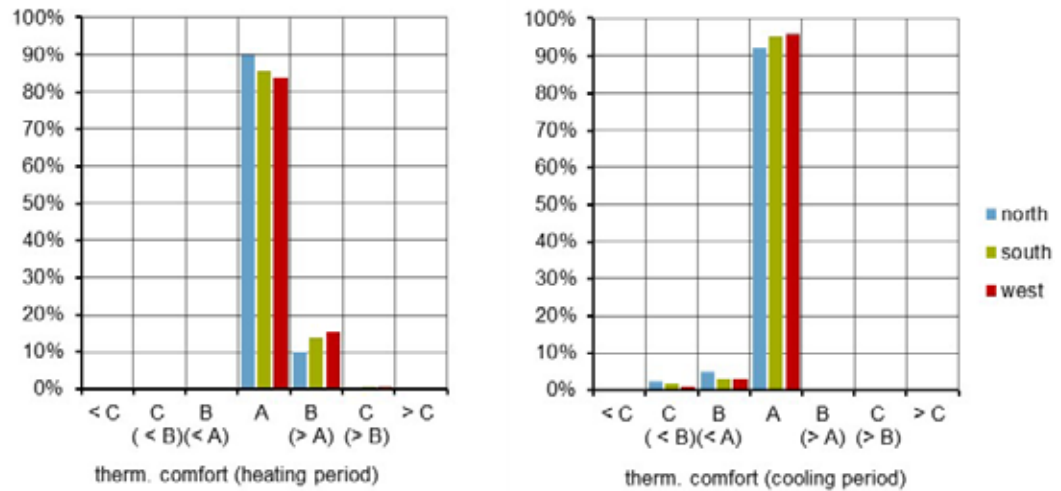 100%
90%
80%
70%
60%
50%
40%
30%
20%
10%
0%
< C C B A B C > C
( < B)(< A) (> A) (> B)
therm. comfort (heating period)
100%
90%
80%
70%
60%
50%
40%
30%
20%
10%
0%
< C C B A B C > C
( < B)(< A) (> A) (> B)
therm. comfort (cooling period)
north
south
west